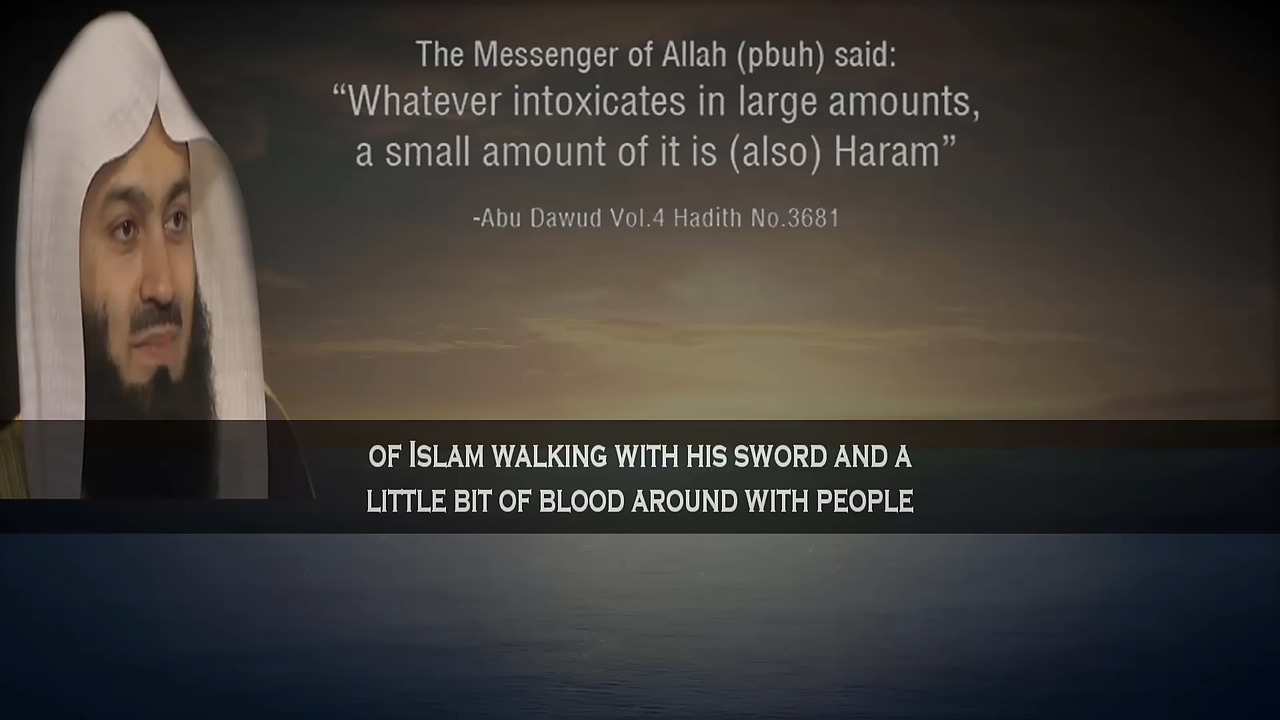 The Messenger of Allah (pbuh) said:
“Whatever intoxicates in large amounts,
a small amount of it is (also) Haram”
-Abu Dawud Vol.4 Hadith No.3681
OF ISLAM WALKING WITH HIS SWORD AND A
LITTLE BIT OF BLOOD AROUND WITH PEOPLE